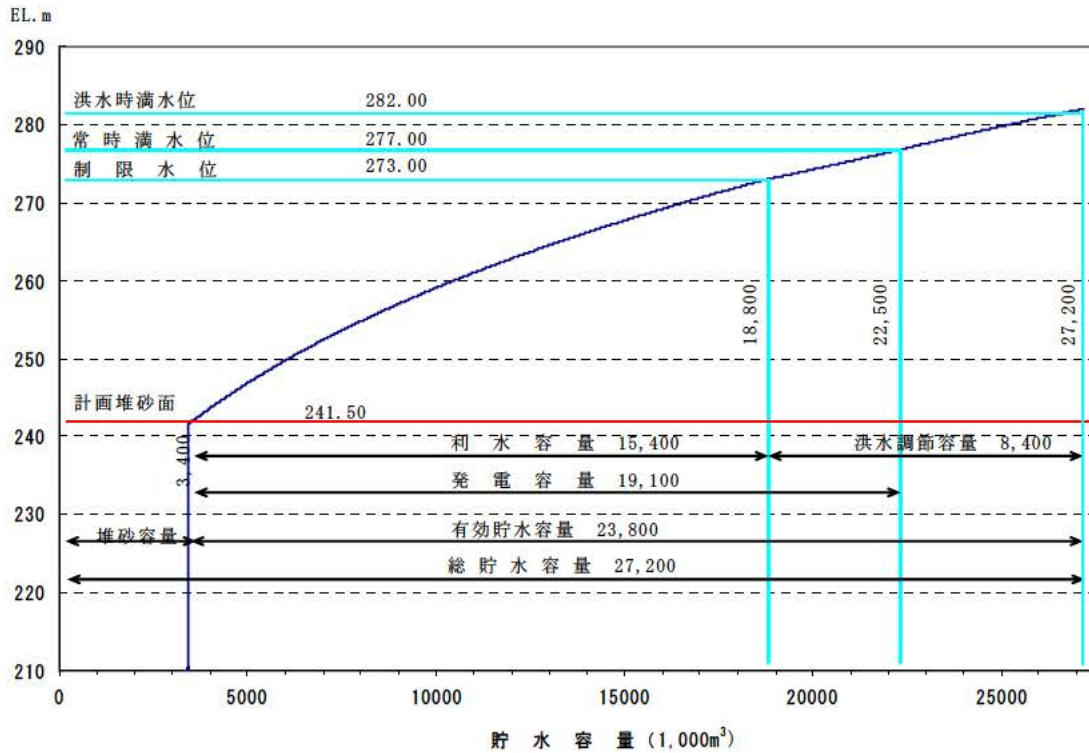 EL.m
290
洪水時満水位 282.00
280
常時満水位 277.00
制限水位 273.00
270
260
18,800
22,500
27,200
250
計画堆砂面 241.50
240
3,400
利水容量 15,400
洪水調節容量 8,400
発電容量 19,100
230
堆砂容量
有効貯水容量 23,800
総貯水容量 27,200
220
210
0 5000 10000 15000 20000 25000
貯水容量(1,000m³)